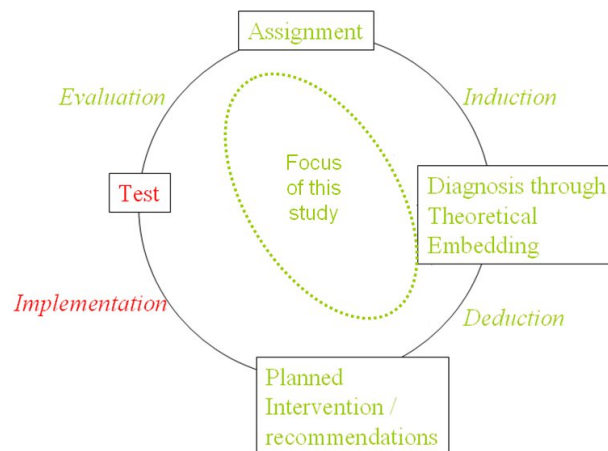 Assignment
Evaluation
Induction
Focus
of this
study
Test
Diagnosis through
Theoretical
Embedding
Implementation
Deduction
Planned
Intervention /
recommendations